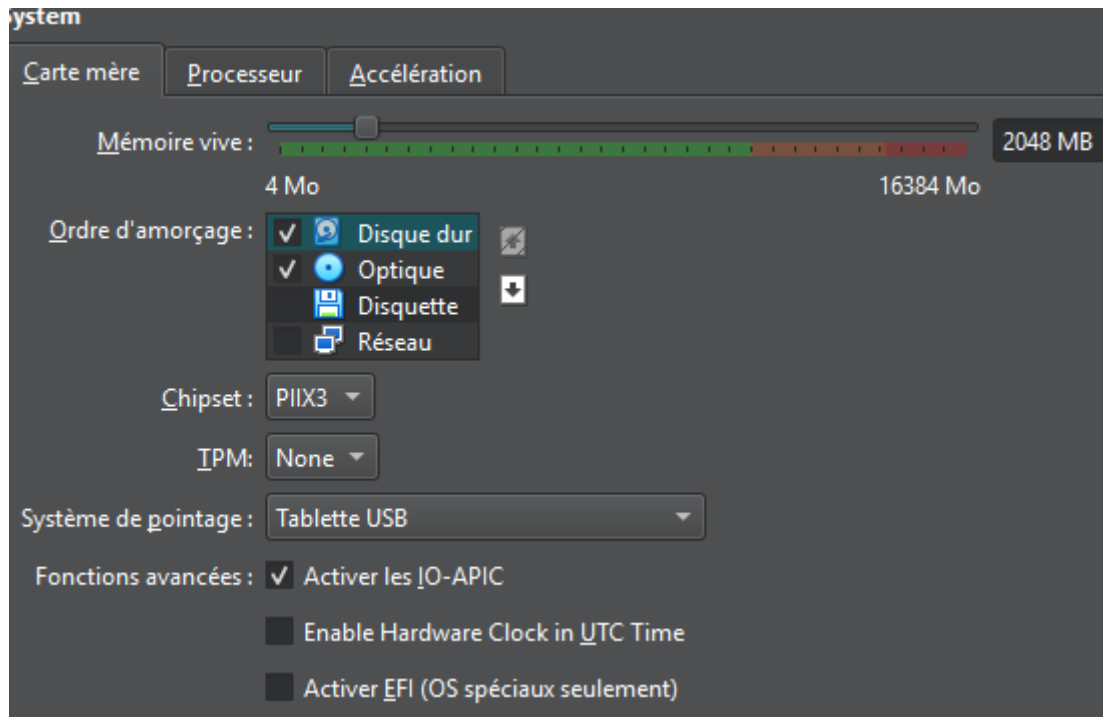 System
Carte mère Processeur Accélération
Mémoire vive : 2048 MB
4 Mo 16384 Mo
Ordre d'amorçage : Disque dur
Optique
Disquette
Réseau
Chipset : PIIX3
TPM: None
Système de pointage : Tablette USB
Fonctions avancées : Activer les IO-APIC
Enable Hardware Clock in UTC Time
Activer EFI (OS spéciaux seulement)